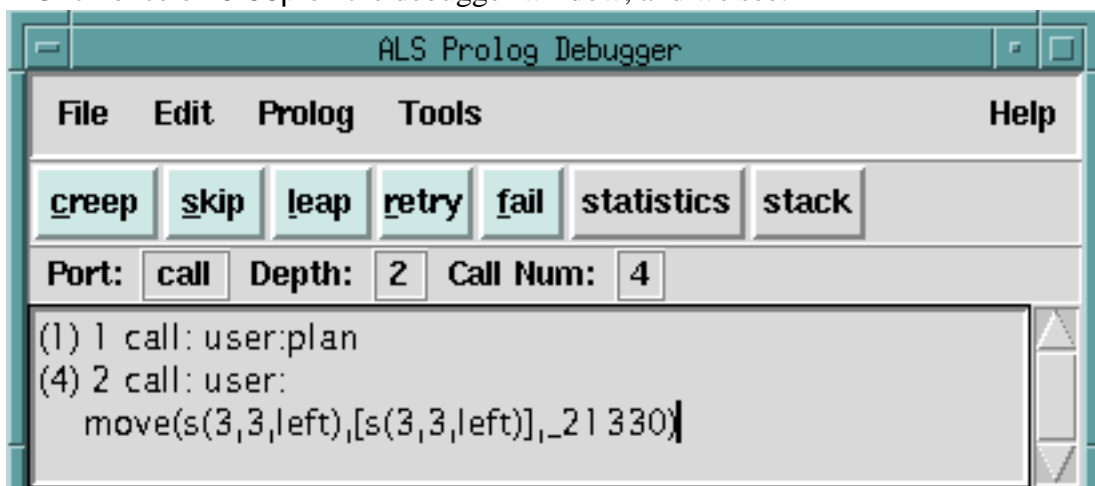 ALS Prolog Debugger
File Edit Prolog Tools Help
creep skip leap retry fail statistics stack
Port: call Depth: 2 Call Num: 4
(1) 1 call: user:plan
(4) 2 call: user:
move(s(3,3,left),[s(3,3,left)],_21330)